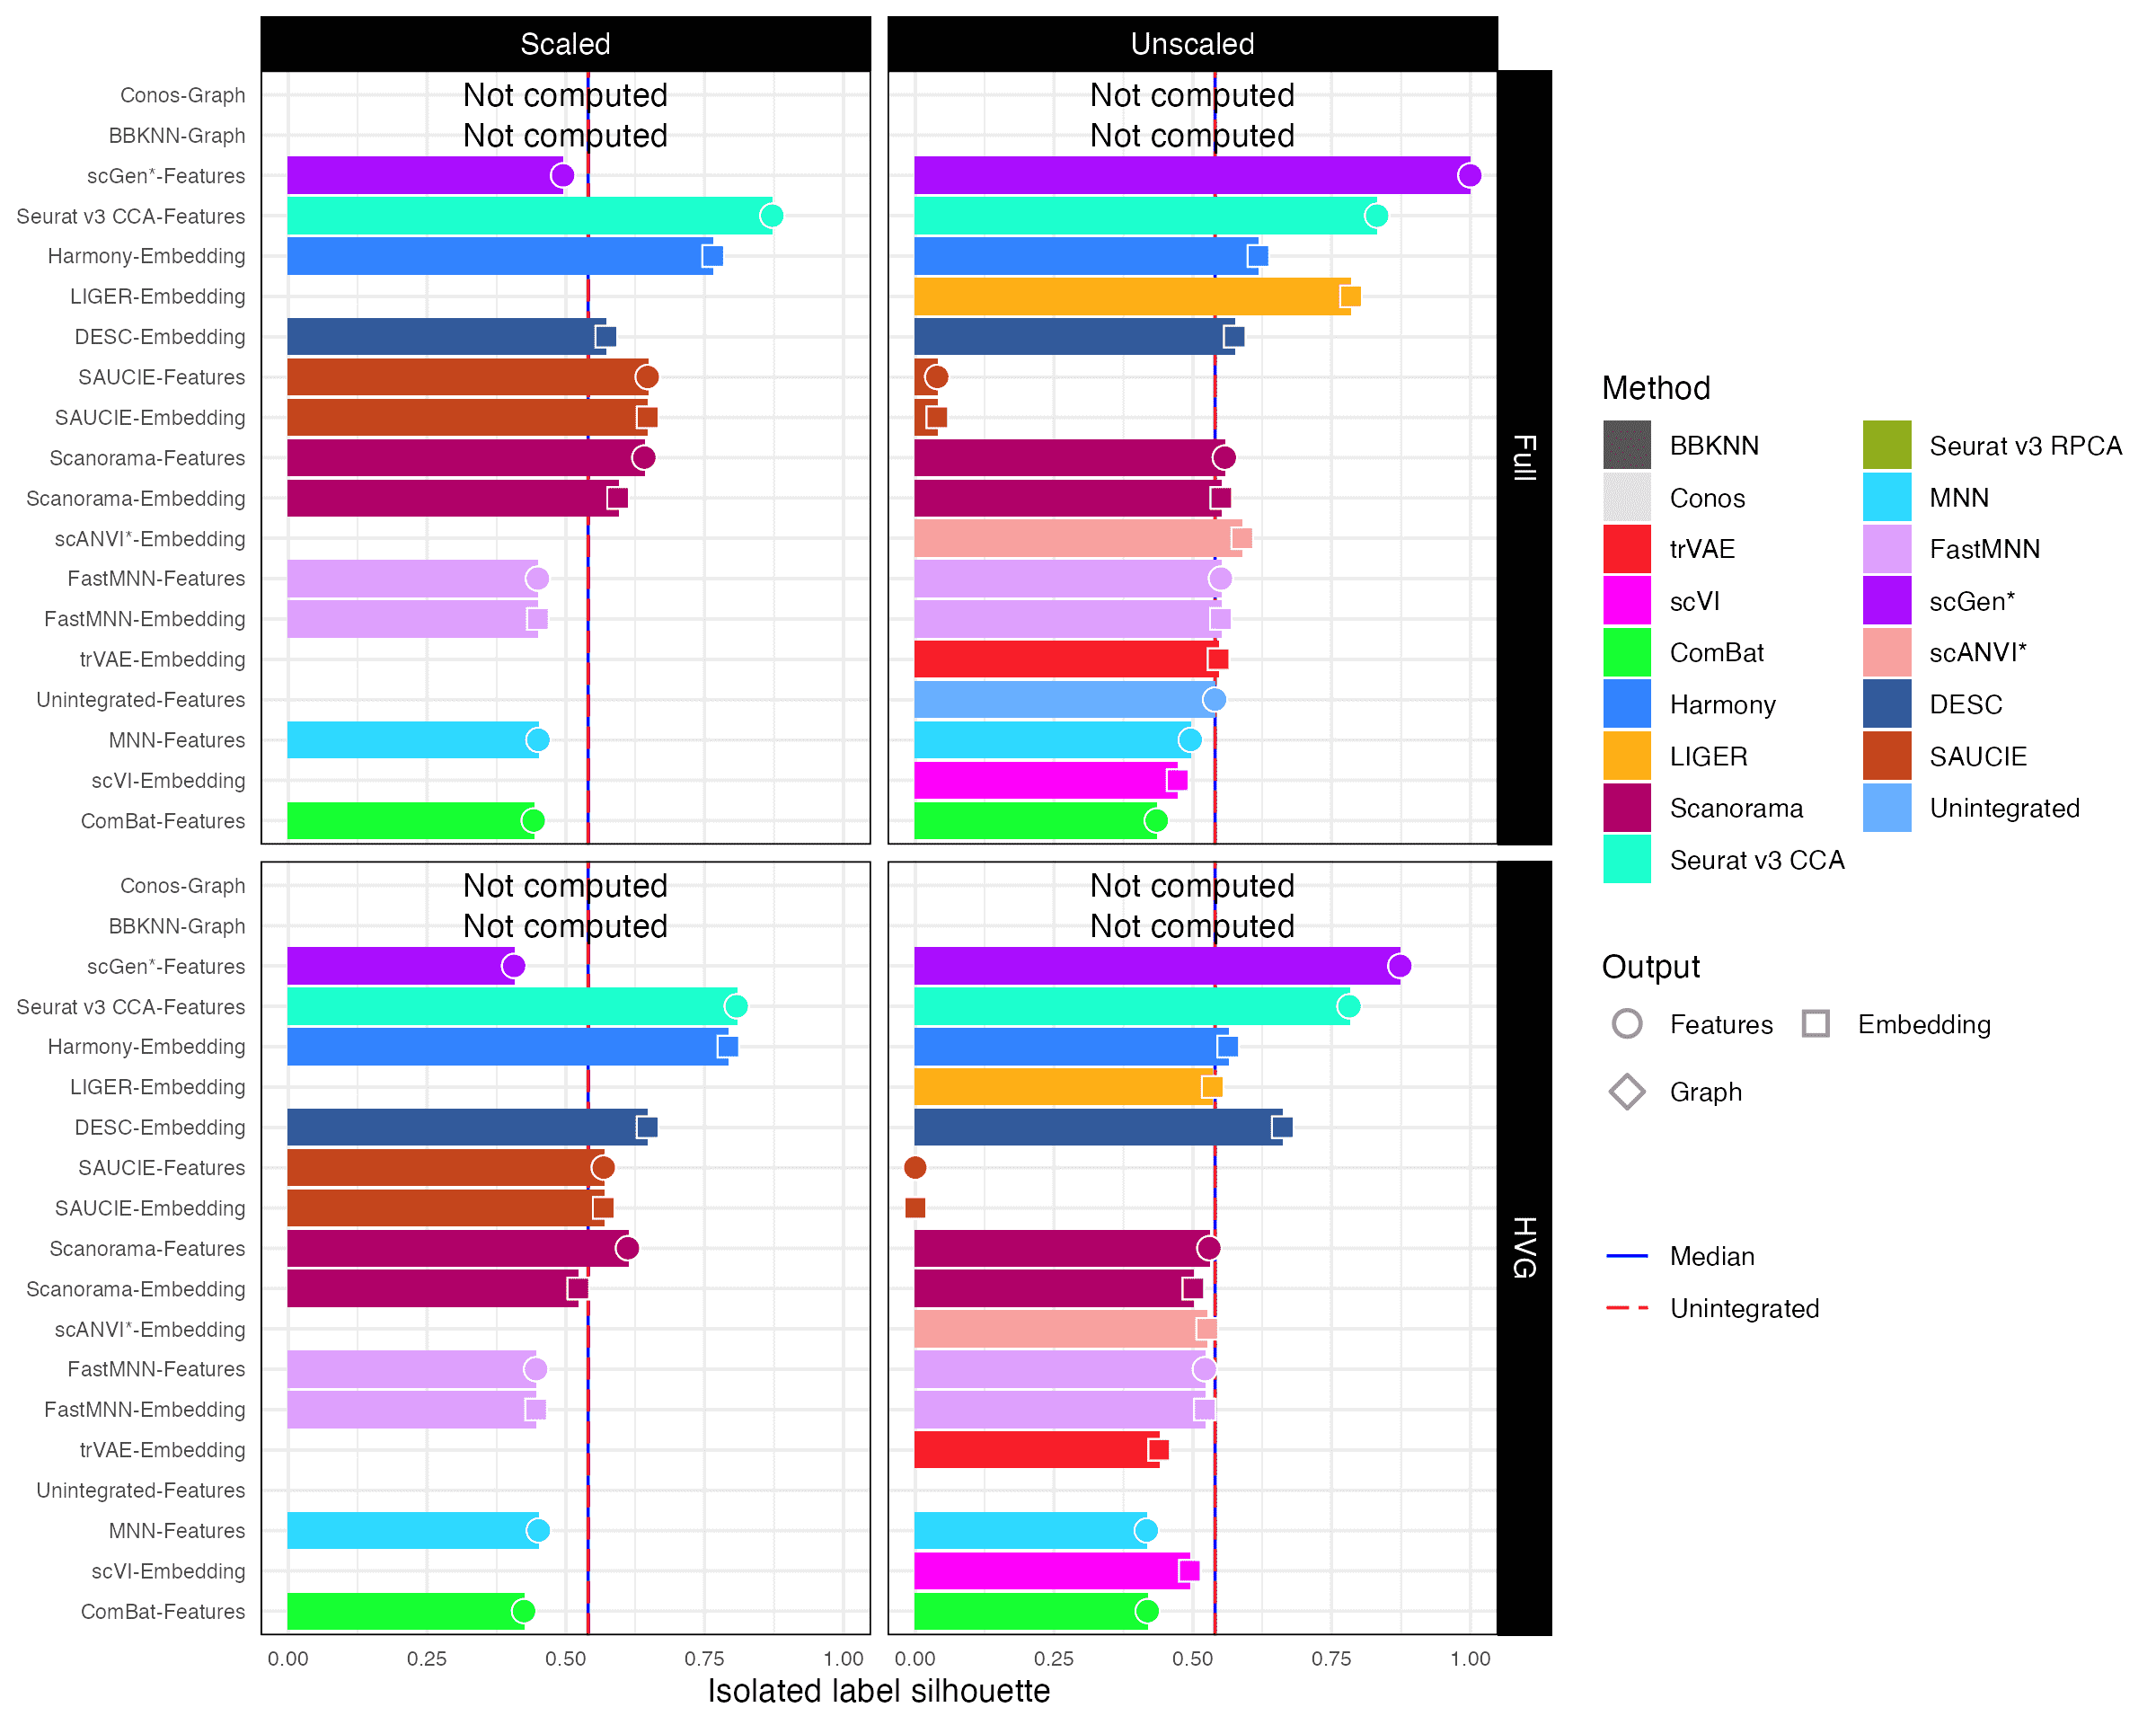 Scaled
Unscaled
Conos-Graph
Not computed
Not computed
BBKNN-Graph
Not computed
Not computed
scGen*-Features
Seurat v3 CCA-Features
Harmony-Embedding
LIGER-Embedding
DESC-Embedding
SAUCIE-Features
SAUCIE-Embedding
Scanorama-Features
Scanorama-Embedding
scANVI*-Embedding
FastMNN-Features
FastMNN-Embedding
trVAE-Embedding
Unintegrated-Features
MNN-Features
scVI-Embedding
ComBat-Features
Full
Conos-Graph
Not computed
Not computed
BBKNN-Graph
Not computed
Not computed
scGen*-Features
Seurat v3 CCA-Features
Harmony-Embedding
LIGER-Embedding
DESC-Embedding
SAUCIE-Features
SAUCIE-Embedding
Scanorama-Features
Scanorama-Embedding
scANVI*-Embedding
FastMNN-Features
FastMNN-Embedding
trVAE-Embedding
Unintegrated-Features
MNN-Features
scVI-Embedding
ComBat-Features
HVG
0.00 0.25 0.50 0.75 1.00
0.00 0.25 0.50 0.75 1.00
Isolated label silhouette
Method
BBKNN
Conos
trVAE
scVI
ComBat
Harmony
LIGER
Scanorama
Seurat v3 CCA
Seurat v3 RPCA
MNN
FastMNN
scGen*
scANVI*
DESC
SAUCIE
Unintegrated
Output
Features
Embedding
Graph
Median
Unintegrated